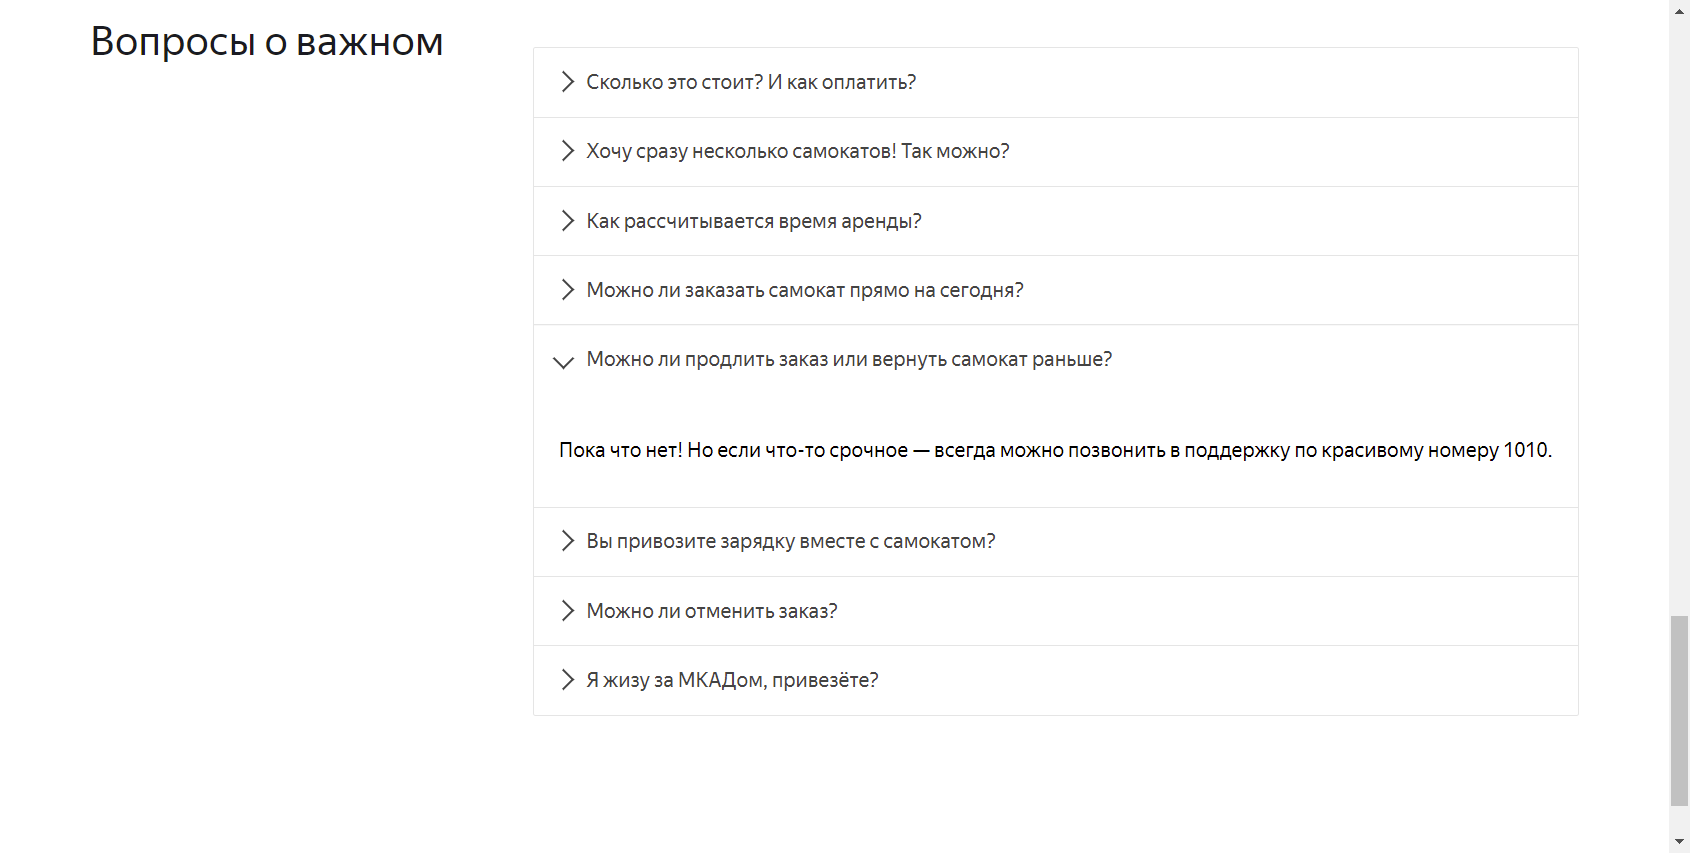 Вопросы о важном
Сколько это стоит? И как оплатить?
Хочу сразу несколько самокатов! Так можно?
Как рассчитывается время аренды?
Можно ли заказать самокат прямо на сегодня?
Можно ли продлить заказ или вернуть самокат раньше?
Пока что нет! Но если что-то срочное — всегда можно позвонить в поддержку по красивому номеру 1010.
Вы привозите зарядку вместе с самокатом?
Можно ли отменить заказ?
Я жизу за МКАДом, привезёте?